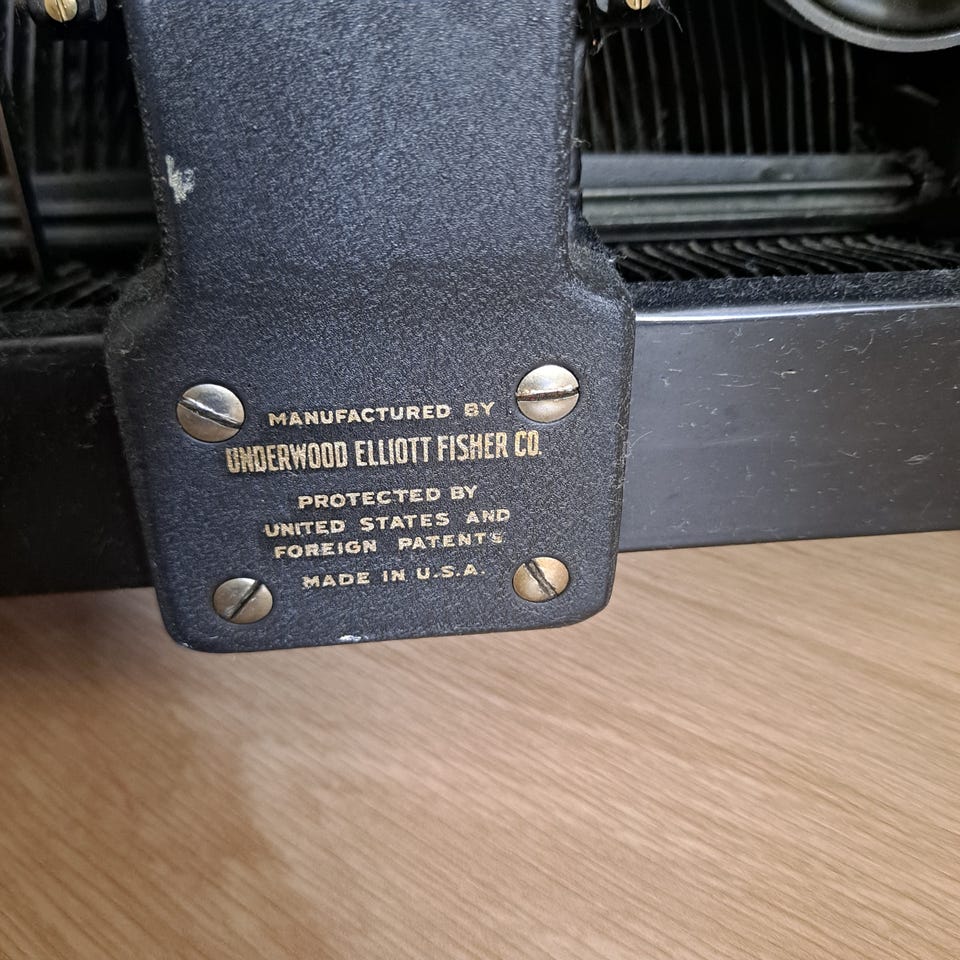 MANUFACTURED BY
UNDERWOOD ELLIOTT FISHER CO.
PROTECTED BY
UNITED STATES AND
FOREIGN PATENTS
MADE IN U.S.A.